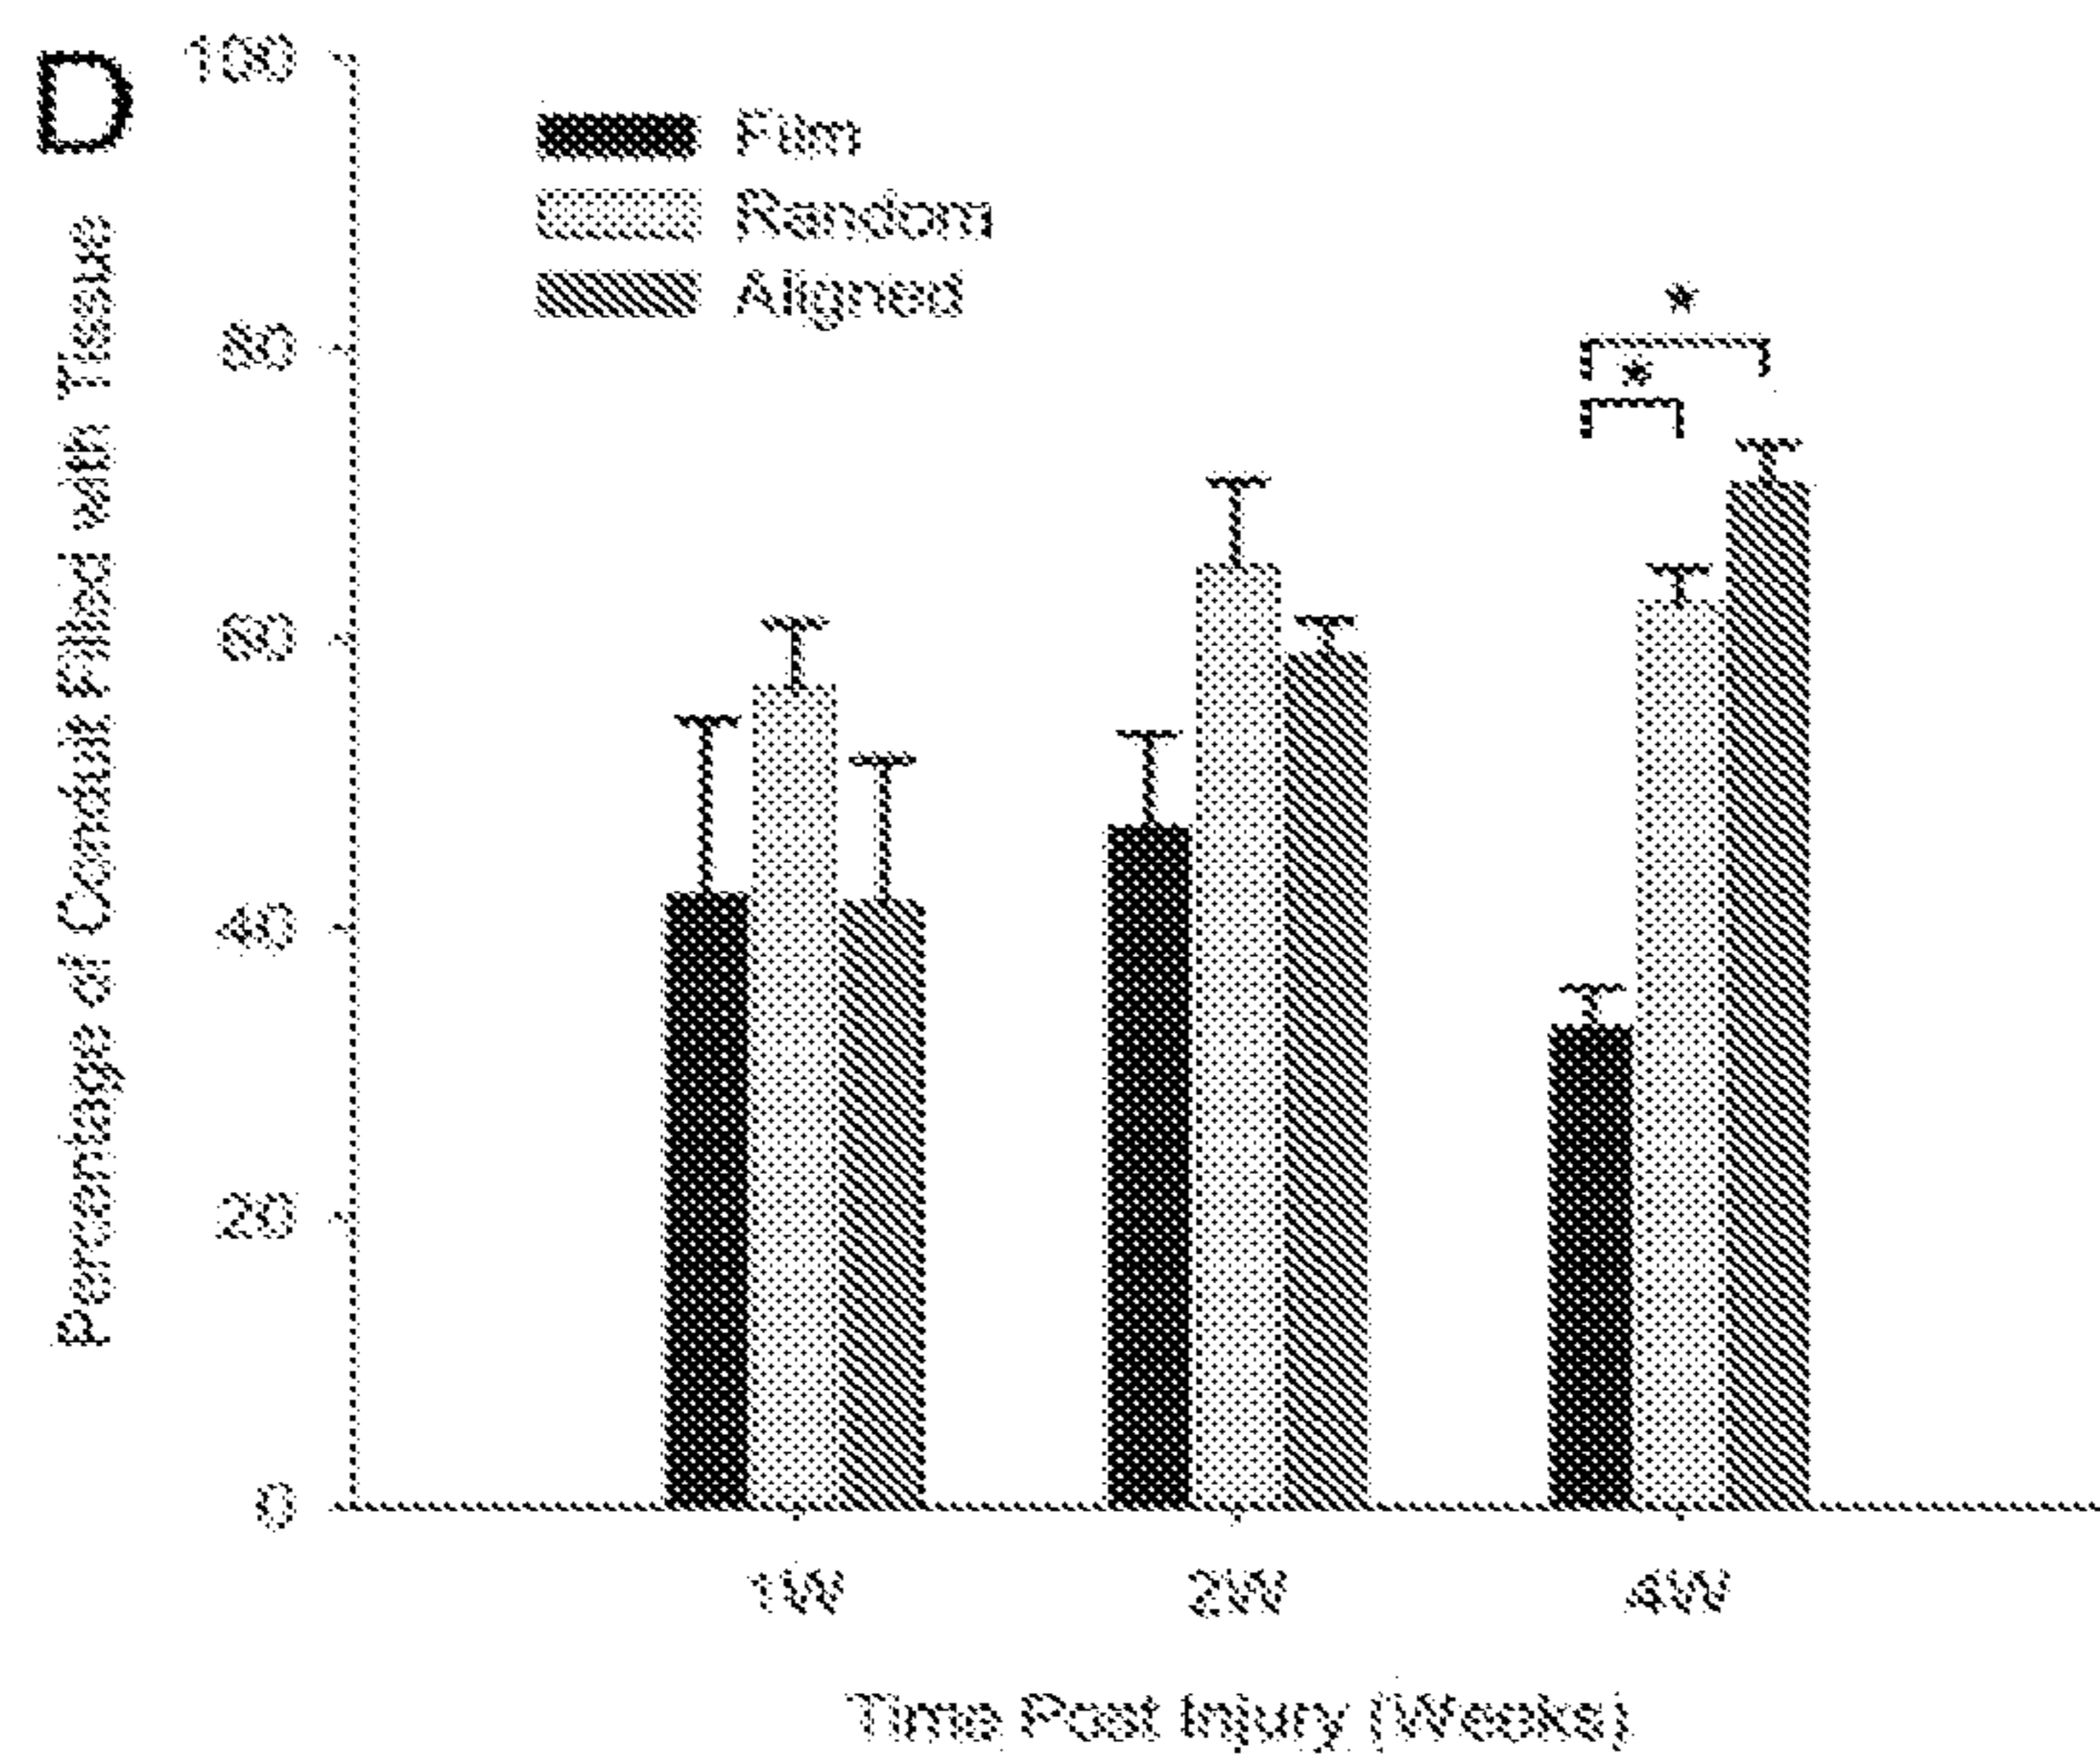 D
100
80
60
40
20
0
Percentage of Conduit Filled with Tissue
Film
Random
Aligned
*
*
1W
2W
4W
Time Post Injury (Weeks)